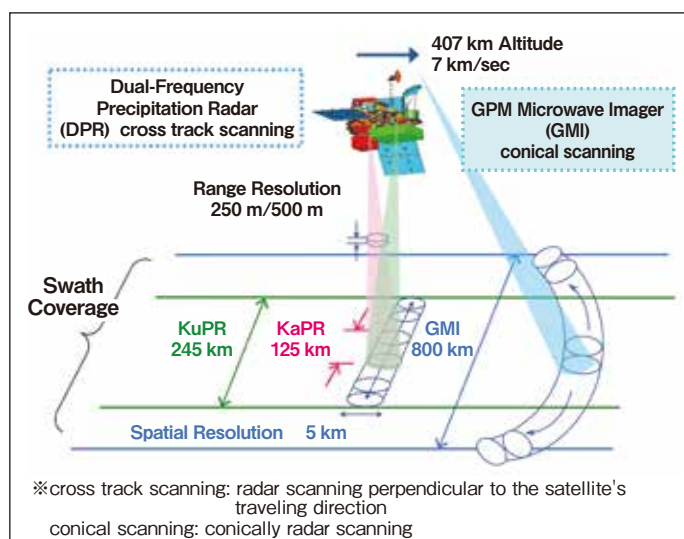 407 km Altitude
7 km/sec
Dual-Frequency
Precipitation Radar
(DPR) cross track scanning
GPM Microwave Imager
(GMI)
conical scanning
Range Resolution
250 m/500 m
Swath
Coverage
KuPR
245 km
KaPR
125 km
GMI
800 km
Spatial Resolution 5 km
※cross track scanning: radar scanning perpendicular to the satellite's
traveling direction
conical scanning: conically radar scanning